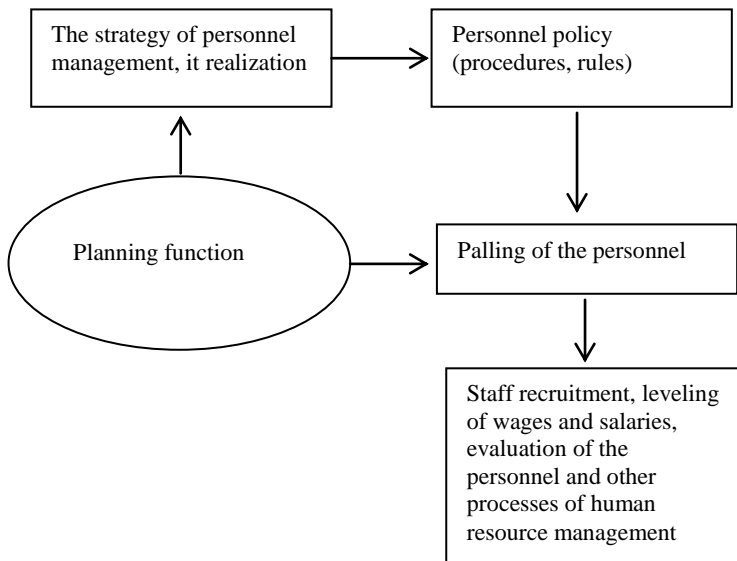 The strategy of personnel
management, it realization
Personnel policy
(procedures, rules)
Planning function
Palling of the personnel
Staff recruitment, leveling
of wages and salaries,
evaluation of the
personnel and other
processes of human
resource management